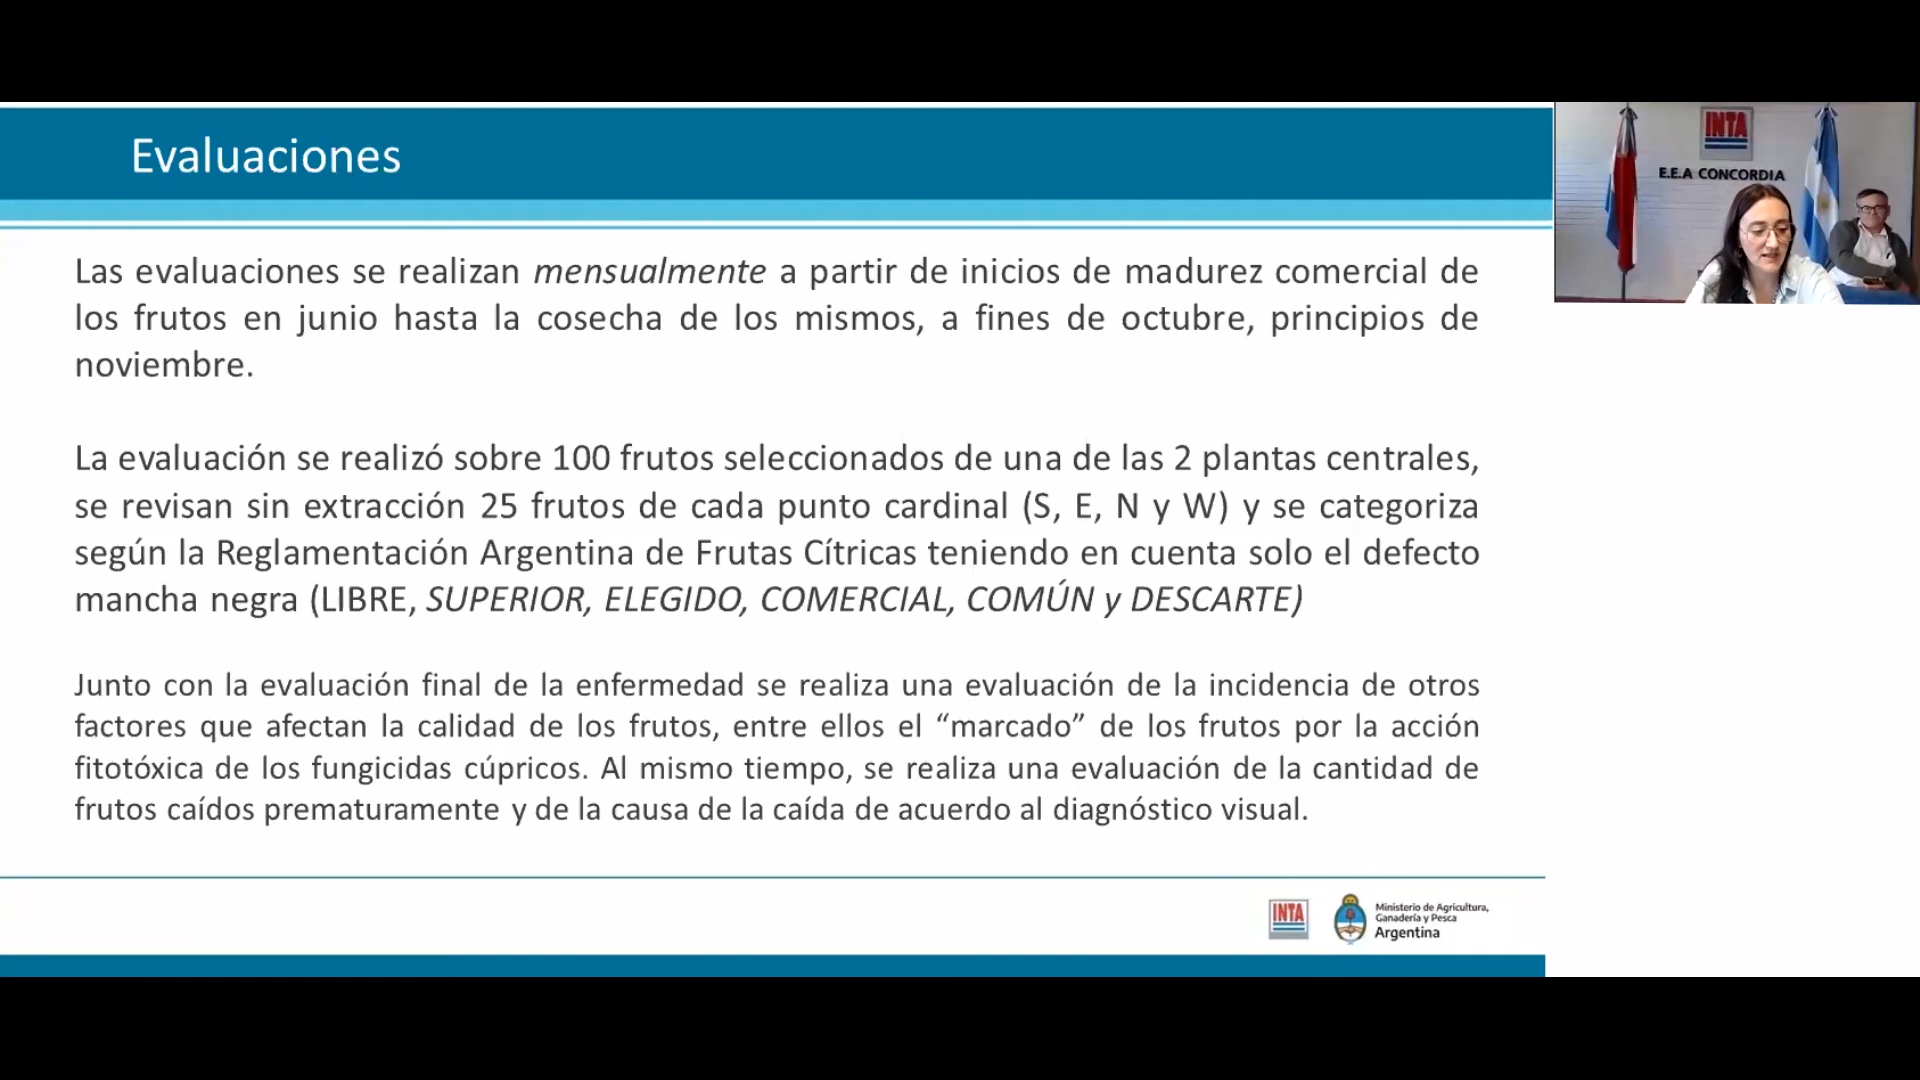 Evaluaciones
INTA
E.E.A CONCORDIA
Las evaluaciones se realizan mensualmente a partir de inicios de madurez comercial de
los frutos en junio hasta la cosecha de los mismos, a fines de octubre, principios de
noviembre.
La evaluación se realizó sobre 100 frutos seleccionados de una de las 2 plantas centrales,
se revisan sin extracción 25 frutos de cada punto cardinal (S, E, N y W) y se categoriza
según la Reglamentación Argentina de Frutas Cítricas teniendo en cuenta solo el defecto
mancha negra (LIBRE, SUPERIOR, ELEGIDO, COMERCIAL, COMÚN y DESCARTE)
Junto con la evaluación final de la enfermedad se realiza una evaluación de la incidencia de otros
factores que afectan la calidad de los frutos, entre ellos el “marcado” de los frutos por la acción
fitotóxica de los fungicidas cúpricos. Al mismo tiempo, se realiza una evaluación de la cantidad de
frutos caídos prematuramente y de la causa de la caída de acuerdo al diagnóstico visual.
INTA
Ministerio de Agricultura,
Ganadería y Pesca
Argentina